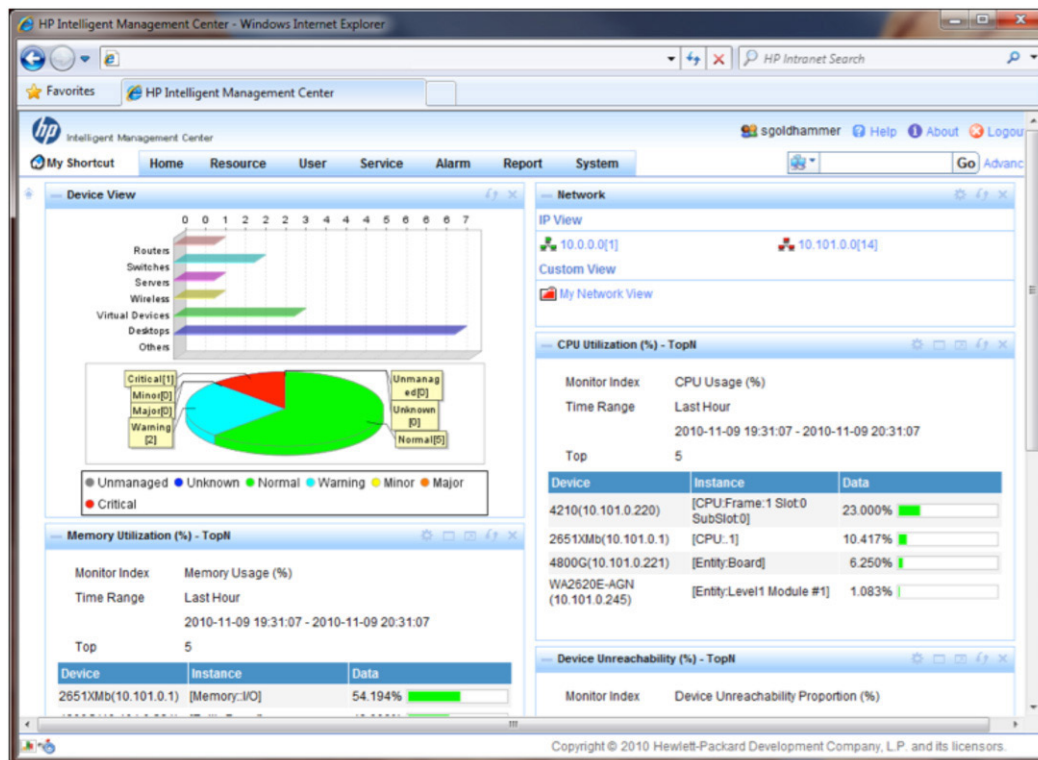 HP Intelligent Management Center - Windows Internet Explorer
HP Intranet Search
Favorites
HP Intelligent Management Center
hp Intelligent Management Center
sgoldhammer Help About Logou
My Shortcut Home Resource User Service Alarm Report System Go Advanc
Device View
0 0 1 2 2 2 3 4 4 5 6 6 6 7
Routers
Switches
Servers
Wireless
Virtual Devices
Desktops
Others
Critical[1]
Minor[0]
Major[0]
Warning
[2]
Unmanag
ed[0]
Unknown
[0]
Normal[5]
Unmanaged Unknown Normal Warning Minor Major
Critical
Memory Utilization (%) - TopN
Monitor Index Memory Usage (%)
Time Range Last Hour
2010-11-09 19:31:07 - 2010-11-09 20:31:07
Top 5
Device Instance Data
2651XMb(10.101.0.1) [Memory::I/O] 54.194%
Network
IP View
10.0.0.0[1] 10.101.0.0[14]
Custom View
My Network View
CPU Utilization (%) - TopN
Monitor Index CPU Usage (%)
Time Range Last Hour
2010-11-09 19:31:07 - 2010-11-09 20:31:07
Top 5
Device Instance Data
4210(10.101.0.220) [CPU:Frame:1 Slot:0 SubSlot:0] 23.000%
2651XMb(10.101.0.1) [CPU:.1] 10.417%
4800G(10.101.0.221) [Entity:Board] 6.250%
WA2620E-AGN (10.101.0.245) [Entity:Level1 Module #1] 1.083%
Device Unreachability (%) - TopN
Monitor Index Device Unreachability Proportion (%)
Copyright © 2010 Hewlett-Packard Development Company, L.P. and its licensors.